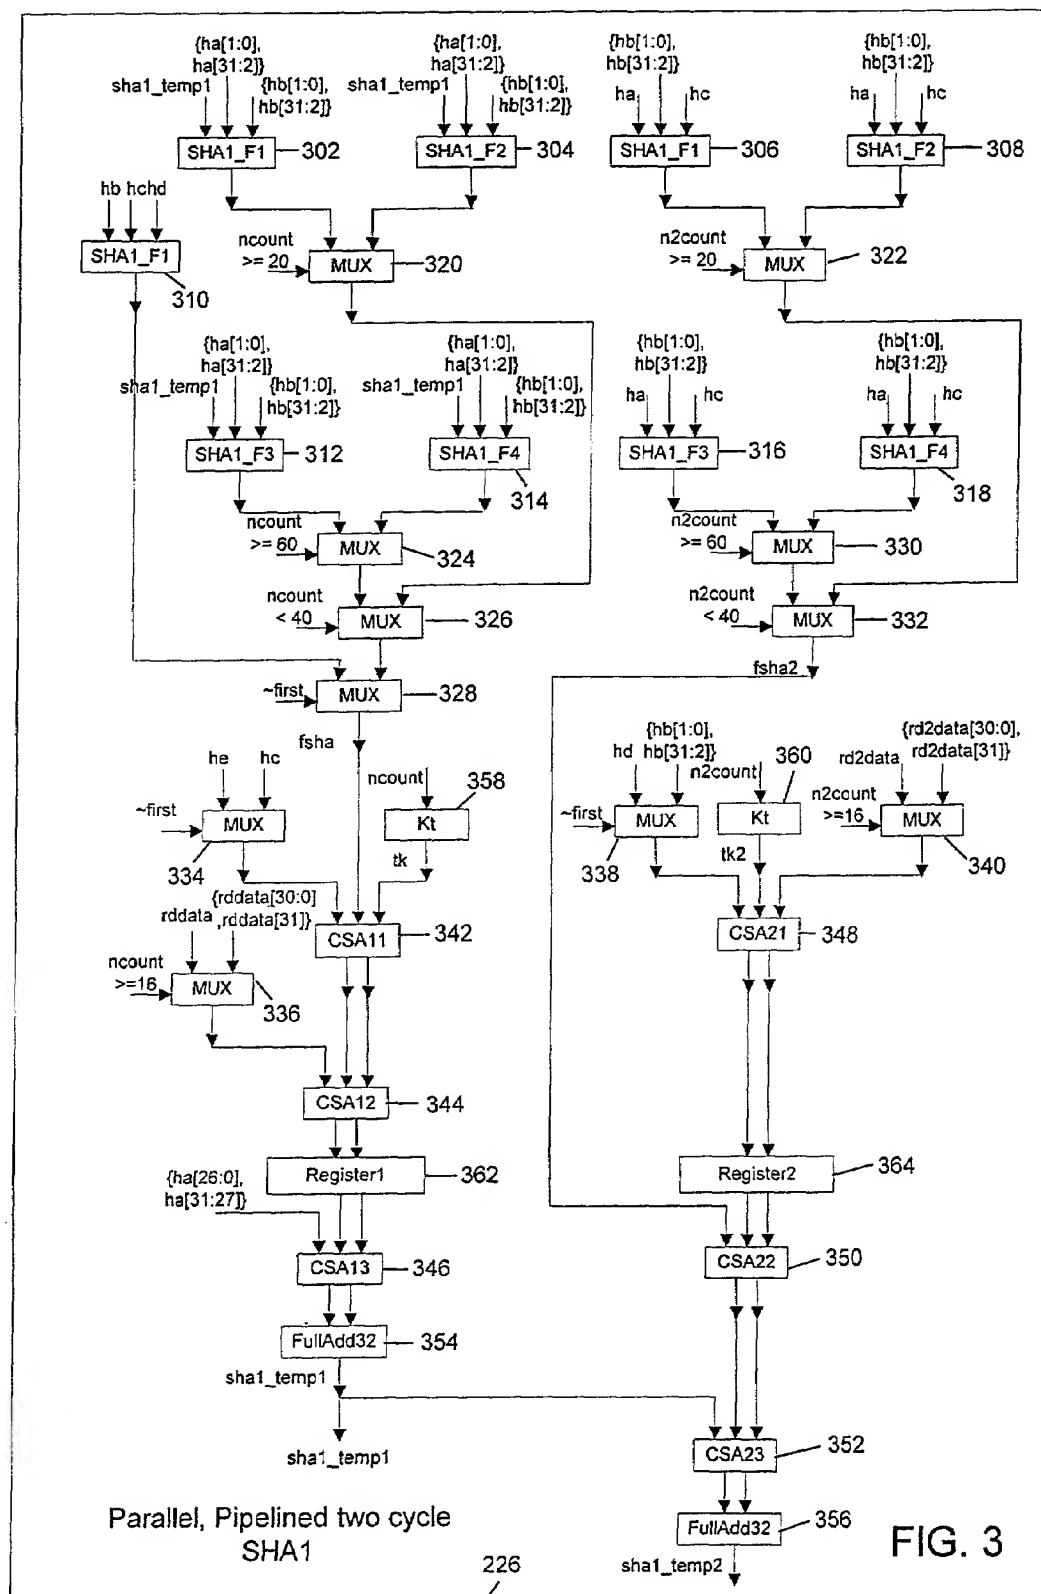 {ha[1:0],
ha[31:2]}
sha1_temp1
{hb[1:0],
hb[31:2]}
SHA1_F1
302
{ha[1:0],
ha[31:2]}
sha1_temp1
{hb[1:0],
hb[31:2]}
SHA1_F2
304
{hb[1:0],
hb[31:2]}
ha
hc
SHA1_F1
306
{hb[1:0],
hb[31:2]}
ha
hc
SHA1_F2
308
hb hchd
SHA1_F1
310
ncount
>= 20
MUX
320
n2count
>= 20
MUX
322
{ha[1:0],
ha[31:2]}
sha1_temp1
{hb[1:0],
hb[31:2]}
SHA1_F3
312
{ha[1:0],
ha[31:2]}
sha1_temp1
{hb[1:0],
hb[31:2]}
SHA1_F4
314
{hb[1:0],
hb[31:2]}
ha
hc
SHA1_F3
316
{hb[1:0],
hb[31:2]}
ha
hc
SHA1_F4
318
ncount
>= 60
MUX
324
n2count
>= 60
MUX
330
ncount
< 40
MUX
326
n2count
< 40
MUX
332
fsha2
~first
MUX
328
fsha
he
hc
~first
MUX
334
ncount
358
Kt
tk
{hb[1:0],
hd hb[31:2]}
~first
MUX
338
n2count
360
Kt
tk2
{rd2data[30:0],
rd2data
rd2data[31]}
n2count
>=16
MUX
340
CSA11
342
CSA21
348
{rddata[30:0]
rddata
,rddata[31]}
ncount
>=16
MUX
336
CSA12
344
Register1
362
Register2
364
{ha[26:0],
ha[31:27]}
CSA13
346
CSA22
350
FullAdd32
354
sha1_temp1
sha1_temp1
CSA23
352
FullAdd32
356
sha1_temp2
Parallel, Pipelined two cycle
SHA1
FIG. 3
226